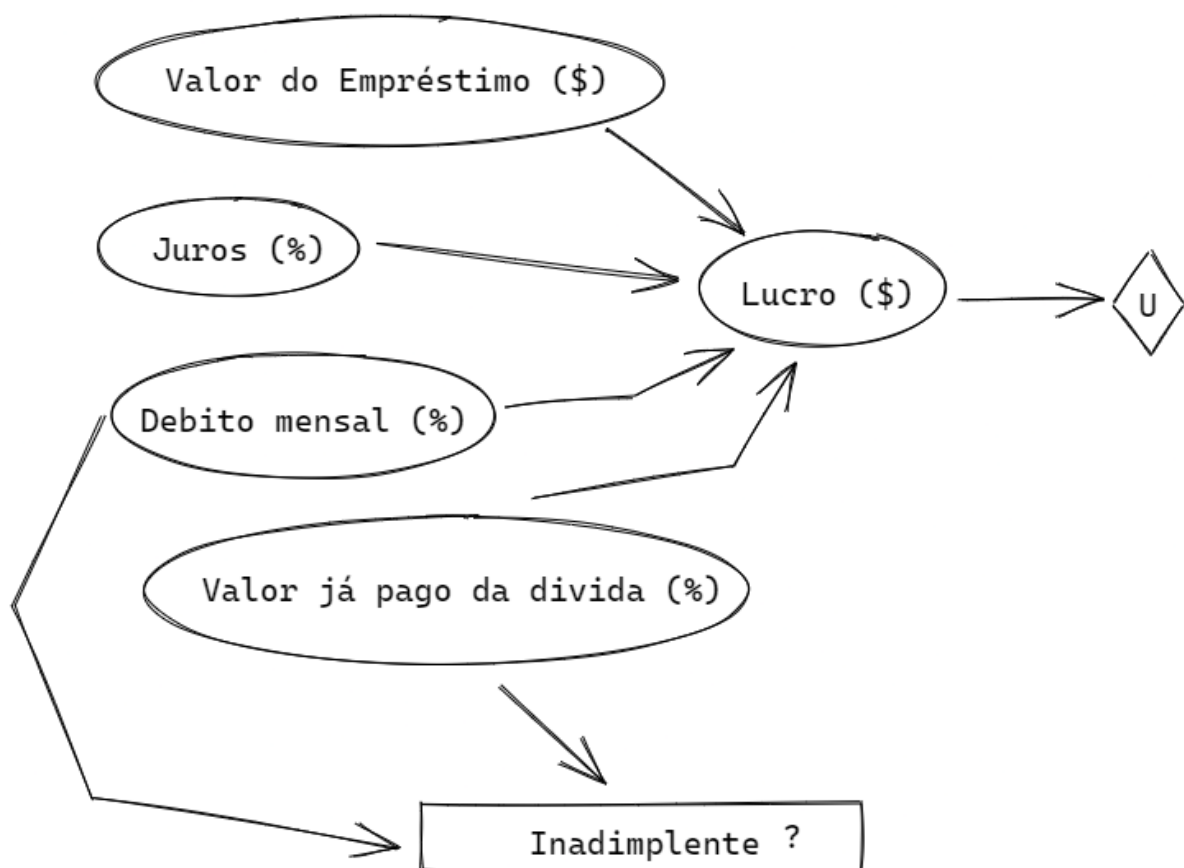 Valor do Empréstimo ($)
Juros (%)
Lucro ($)
U
Debito mensal (%)
Valor já pago da divida (%)
Inadimplente ?